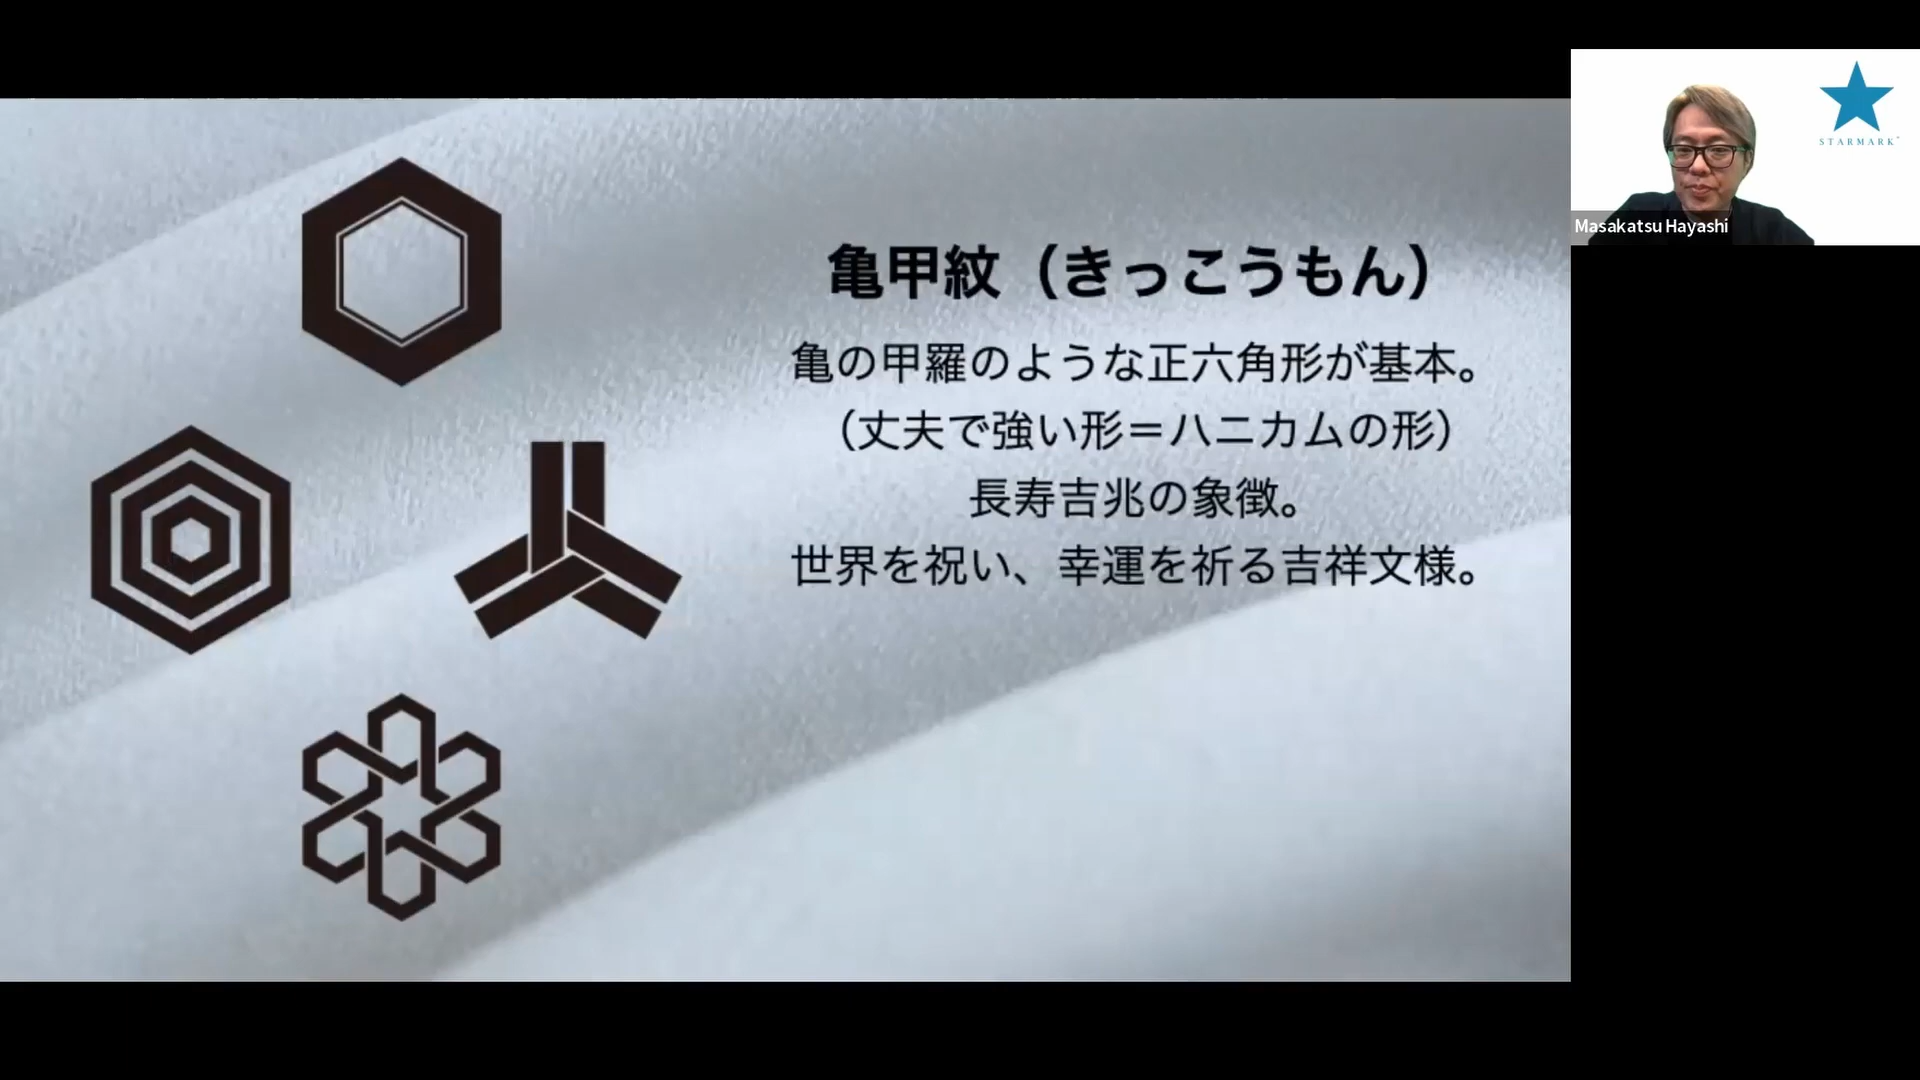 亀甲紋（きっこうもん）
亀の甲羅のような正六角形が基本。
（丈夫で強い形＝ハニカムの形）
長寿吉兆の象徴。
世界を祝い、幸運を祈る吉祥文様。
STARMARK
Masakatsu Hayashi